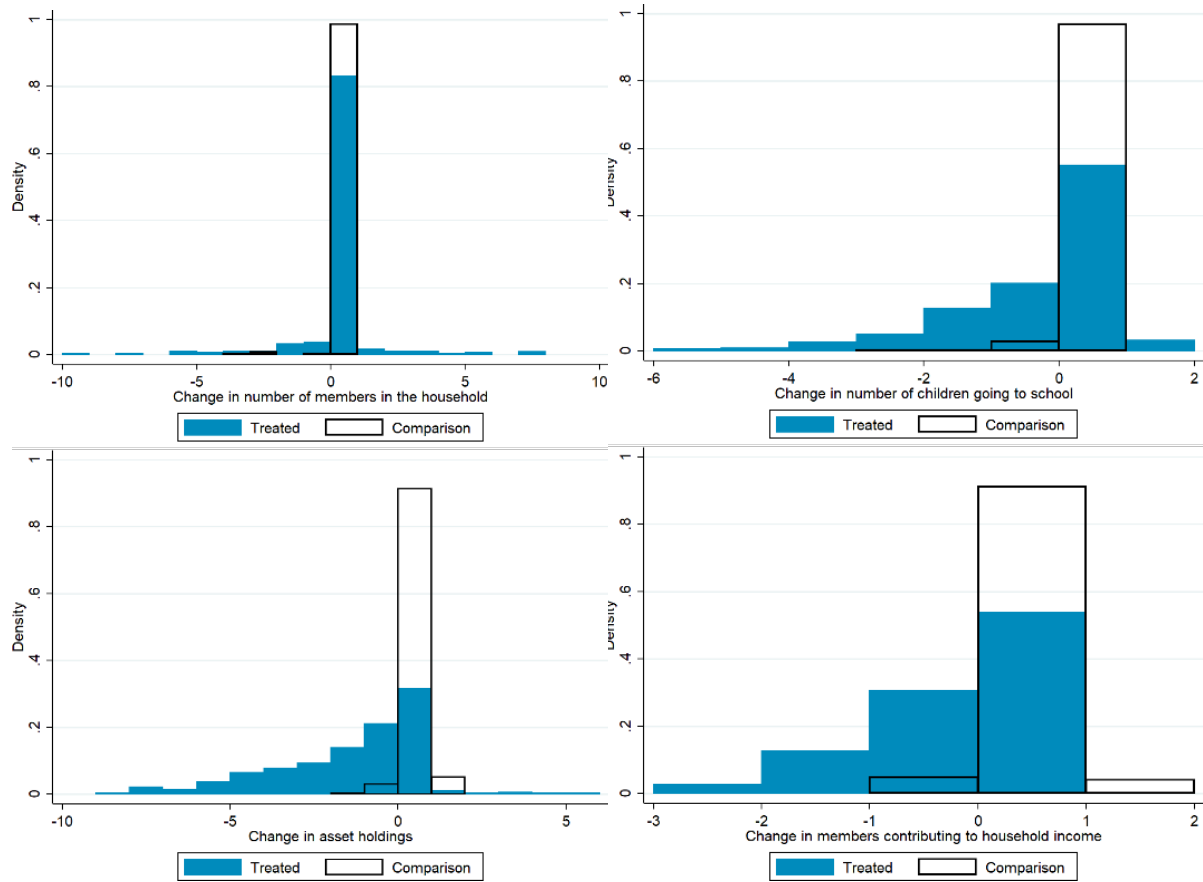 Density
0
.2
.4
.6
.8
1
-10
-5
0
5
10
Change in number of members in the household
Treated
Comparison
Density
0
.2
.4
.6
.8
1
-6
-4
-2
0
2
Change in number of children going to school
Treated
Comparison
Density
0
.2
.4
.6
.8
1
-10
-5
0
5
Change in asset holdings
Treated
Comparison
Density
0
.2
.4
.6
.8
1
-3
-2
-1
0
1
2
Change in members contributing to household income
Treated
Comparison